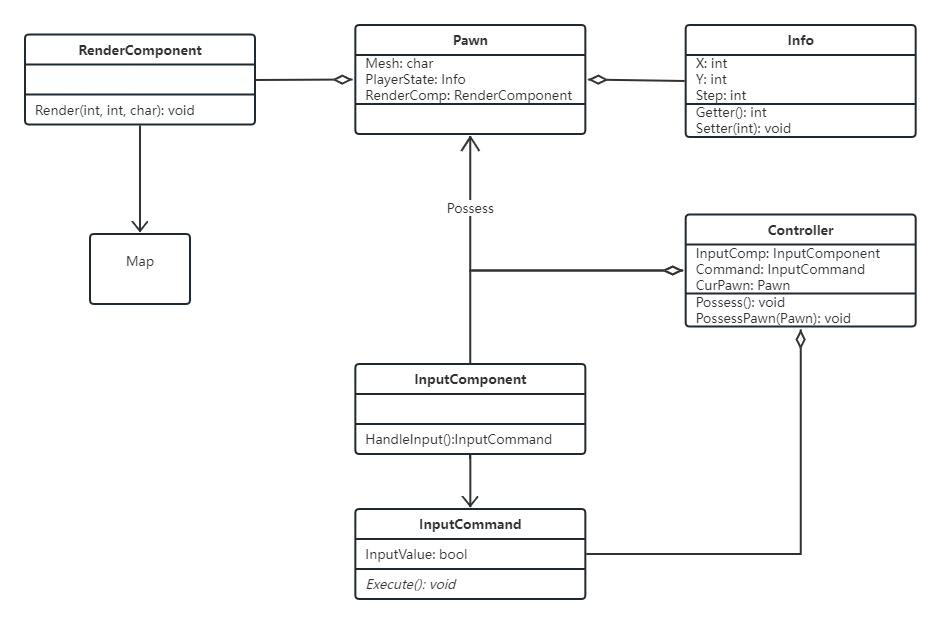 RenderComponent
Render(int, int, char): void
Pawn
Mesh: char
PlayerState: Info
RenderComp: RenderComponent
Info
X: int
Y: int
Step: int
Getter(): int
Setter(int): void
Map
Possess
Controller
InputComp: InputComponent
Command: InputCommand
CurPawn: Pawn
Possess(): void
PossessPawn(Pawn): void
InputComponent
HandleInput():InputCommand
InputCommand
InputValue: bool
Execute(): void